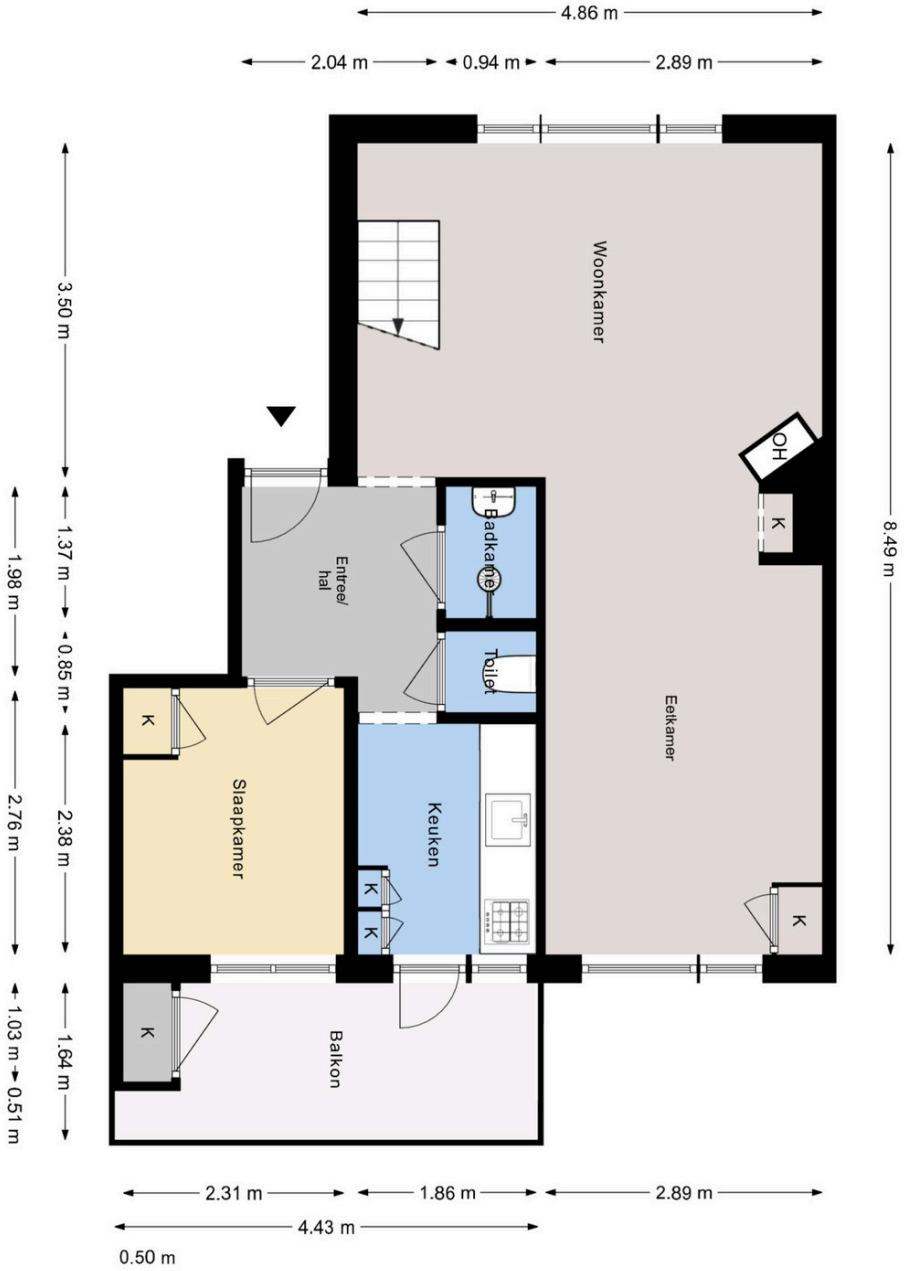 4.86 m
2.04 m
0.94 m
2.89 m
3.50 m
Woonkamer
OH
K
8.49 m
1.37 m
1.98 m
Entree/
hal
Badkamer
0.85 m
Toilet
Eetkamer
K
Slaapkamer
2.76 m
2.38 m
Keuken
K
K
K
1.03 m
0.51 m
1.64 m
K
Balkon
2.31 m
1.86 m
2.89 m
4.43 m
0.50 m